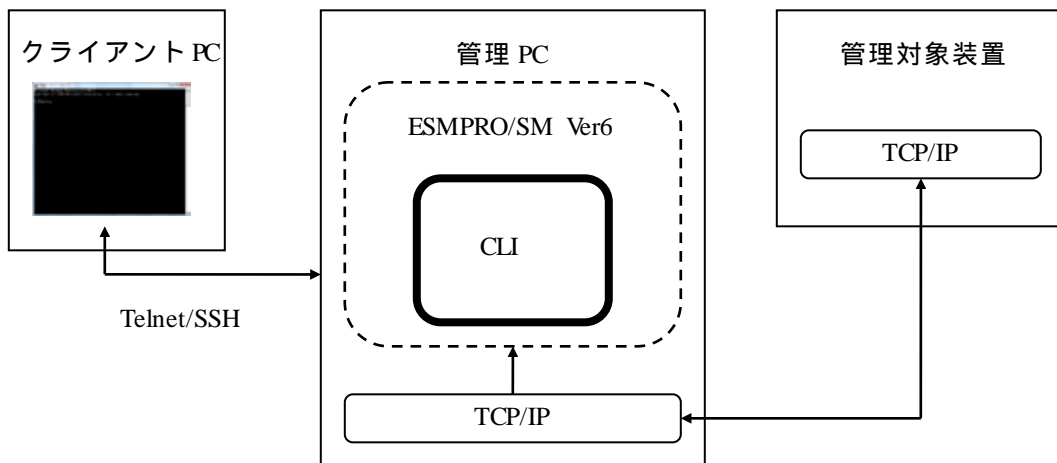 クライアント PC
Telnet/SSH
管理 PC
ESMPRO/SM Ver6
CLI
TCP/IP
管理対象装置
TCP/IP